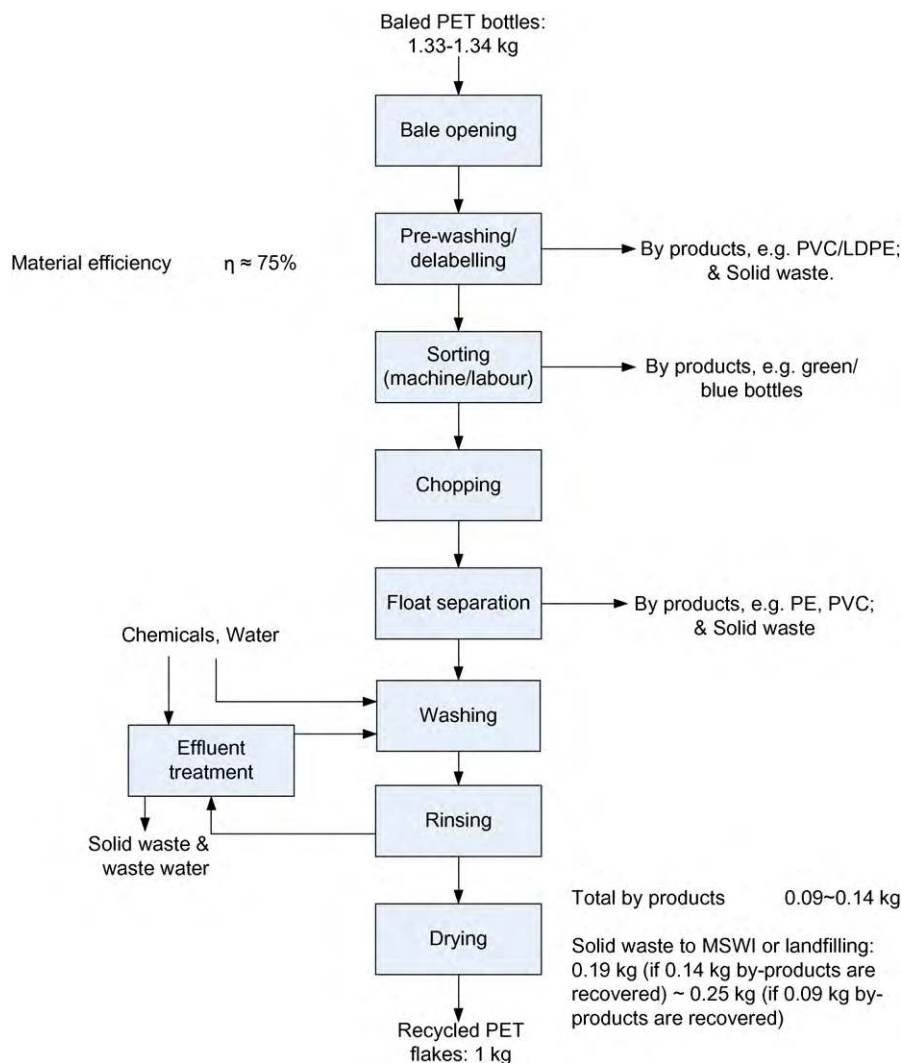 Baled PET bottles:
1.33-1.34 kg
Bale opening
Pre-washing/
delabelling
By products, e.g. PVC/LDPE;
& Solid waste.
Material efficiency η ≈ 75%
Sorting
(machine/labour)
By products, e.g. green/
blue bottles
Chopping
Float separation
By products, e.g. PE, PVC;
& Solid waste
Chemicals, Water
Washing
Effluent
treatment
Rinsing
Solid waste &
waste water
Total by products 0.09~0.14 kg
Drying
Solid waste to MSWI or landfilling:
0.19 kg (if 0.14 kg by-products are
recovered) ~ 0.25 kg (if 0.09 kg by-
products are recovered)
Recycled PET
flakes: 1 kg